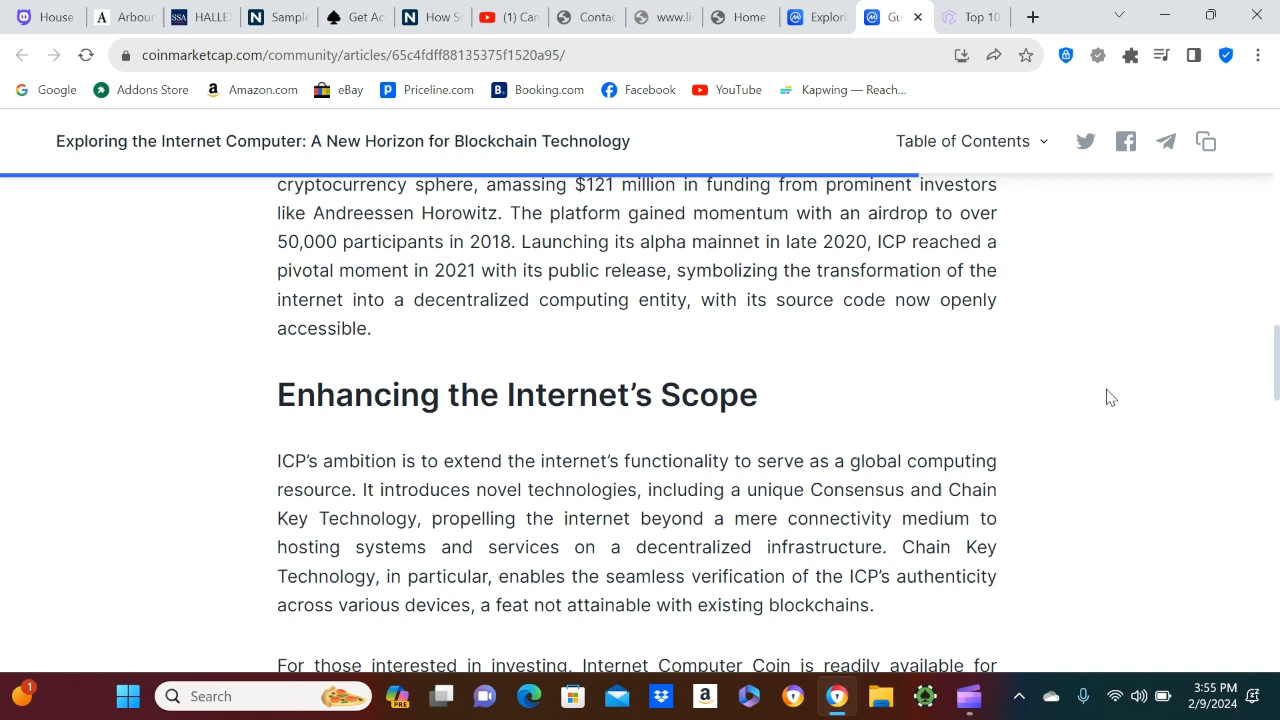 House
Arbour
SSA
HALLE
Sample
Get Ac
How S
(1) Can
Contac
www.li
Home
Explori
Gu
Top 10
coinmarketcap.com/community/articles/65c4fdff88135375f1520a95/
Google
Addons Store
Amazon.com
eBay
Priceline.com
Booking.com
Facebook
YouTube
Kapwing — Reach...
Exploring the Internet Computer: A New Horizon for Blockchain Technology
Table of Contents
cryptocurrency sphere, amassing $121 million in funding from prominent investors
like Andreessen Horowitz. The platform gained momentum with an airdrop to over
50,000 participants in 2018. Launching its alpha mainnet in late 2020, ICP reached a
pivotal moment in 2021 with its public release, symbolizing the transformation of the
internet into a decentralized computing entity, with its source code now openly
accessible.
Enhancing the Internet’s Scope
ICP’s ambition is to extend the internet’s functionality to serve as a global computing
resource. It introduces novel technologies, including a unique Consensus and Chain
Key Technology, propelling the internet beyond a mere connectivity medium to
hosting systems and services on a decentralized infrastructure. Chain Key
Technology, in particular, enables the seamless verification of the ICP’s authenticity
across various devices, a feat not attainable with existing blockchains.
For those interested in investing, Internet Computer Coin is readily available for
1
Search
PRE
3:55 PM
2/9/2024